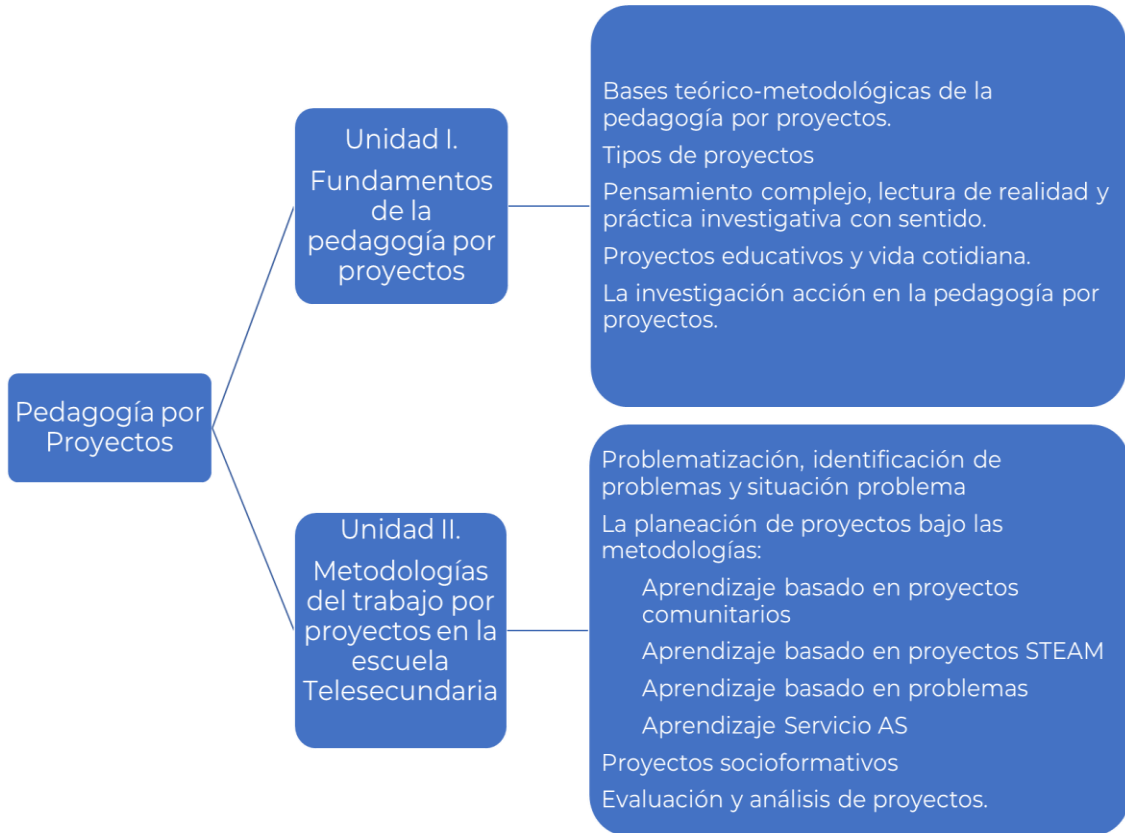 Pedagogía por
Proyectos
Unidad I.
Fundamentos
de la
pedagogía por
proyectos
Bases teórico-metodológicas de la
pedagogía por proyectos.
Tipos de proyectos
Pensamiento complejo, lectura de realidad y
práctica investigativa con sentido.
Proyectos educativos y vida cotidiana.
La investigación acción en la pedagogía por
proyectos.
Unidad II.
Metodologías
del trabajo por
proyectos en la
escuela
Telesecundaria
Problematización, identificación de
problemas y situación problema
La planeación de proyectos bajo las
metodologías:
Aprendizaje basado en proyectos
comunitarios
Aprendizaje basado en proyectos STEAM
Aprendizaje basado en problemas
Aprendizaje Servicio AS
Proyectos socioformativos
Evaluación y análisis de proyectos.